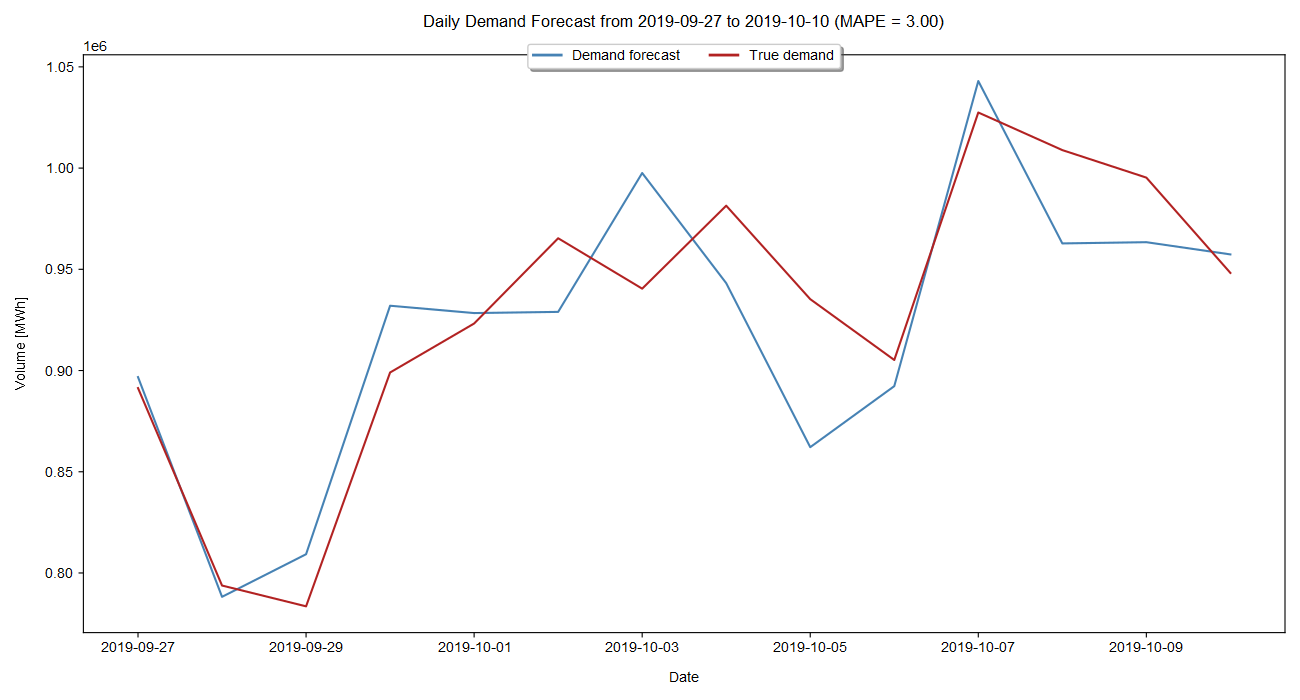 Daily Demand Forecast from 2019-09-27 to 2019-10-10 (MAPE = 3.00)
1e6
Demand forecast True demand
1.05
1.00
0.95
0.90
0.85
0.80
Volume [MWh]
2019-09-27 2019-09-29 2019-10-01 2019-10-03 2019-10-05 2019-10-07 2019-10-09
Date